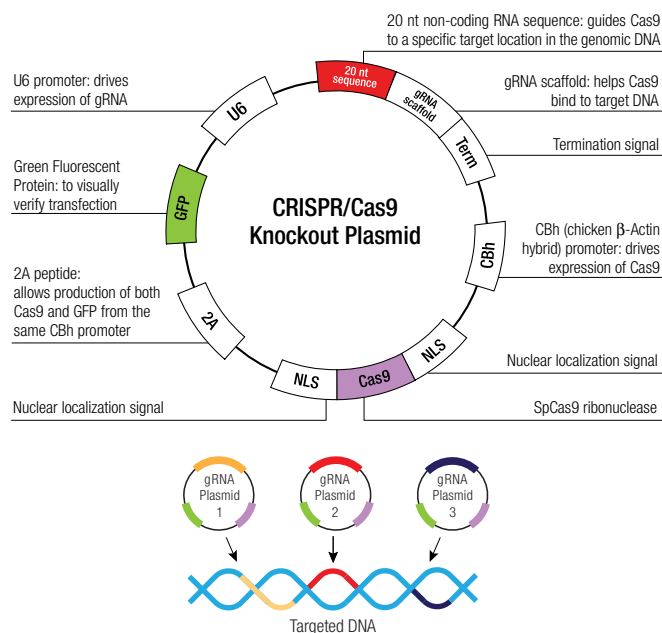 20 nt non-coding RNA sequence: guides Cas9
to a specific target location in the genomic DNA
U6 promoter: drives
expression of gRNA
gRNA scaffold: helps Cas9
bind to target DNA
Termination signal
Green Fluorescent
Protein: to visually
verify transfection
CBh (chicken β-Actin
hybrid) promoter: drives
expression of Cas9
2A peptide:
allows production of both
Cas9 and GFP from the
same CBh promoter
Nuclear localization signal
Nuclear localization signal
SpCas9 ribonuclease
20 nt
sequence
gRNA
scaffold
Term
CBh
NLS
Cas9
NLS
2A
GFP
U6
CRISPR/Cas9
Knockout Plasmid
gRNA
Plasmid
1
gRNA
Plasmid
2
gRNA
Plasmid
3
Targeted DNA